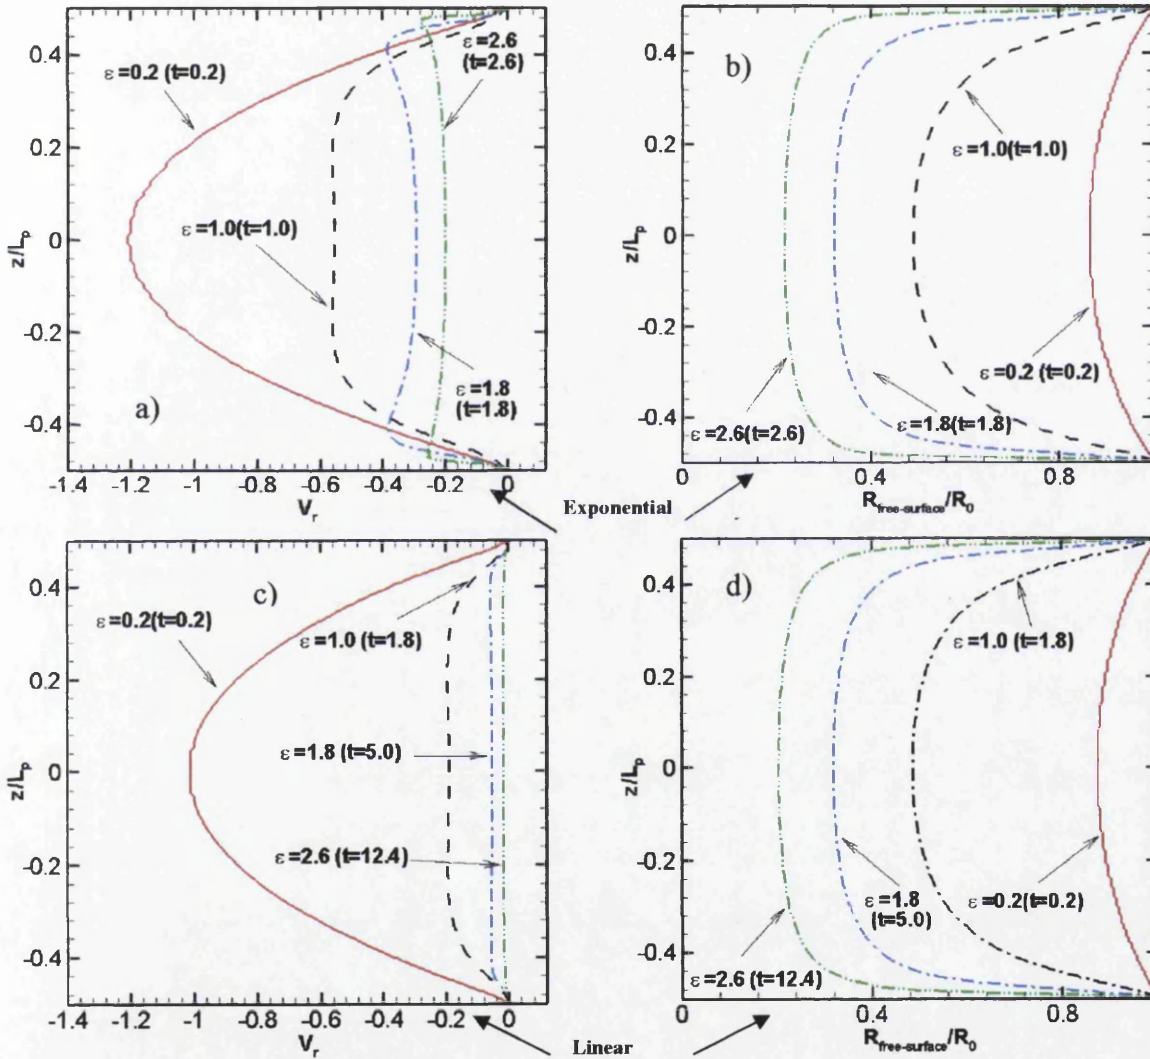 0.4
0.2
0
-0.2
-0.4
z/Lp
ε=0.2 (t=0.2)
ε=2.6
(t=2.6)
ε=1.0(t=1.0)
ε=1.8
(t=1.8)
a)
-1.4 -1.2 -1 -0.8 -0.6 -0.4 -0.2 0
Vr
0.4
0.2
0
-0.2
-0.4
z/Lp
b)
ε=1.0(t=1.0)
ε=0.2 (t=0.2)
ε=1.8(t=1.8)
ε=2.6(t=2.6)
0 0.4 0.8
Rfree-surface/R0
Exponential
0.4
0.2
0
-0.2
-0.4
z/Lp
c)
ε=0.2(t=0.2)
ε=1.0 (t=1.8)
ε=1.8 (t=5.0)
ε=2.6 (t=12.4)
-1.4 -1.2 -1 -0.8 -0.6 -0.4 -0.2 0
Vr
0.4
0.2
0
-0.2
-0.4
z/Lp
d)
ε=1.0 (t=1.8)
ε=1.8
(t=5.0)
ε=0.2(t=0.2)
ε=2.6 (t=12.4)
0 0.4 0.8
Rfree-surface/R0
Linear